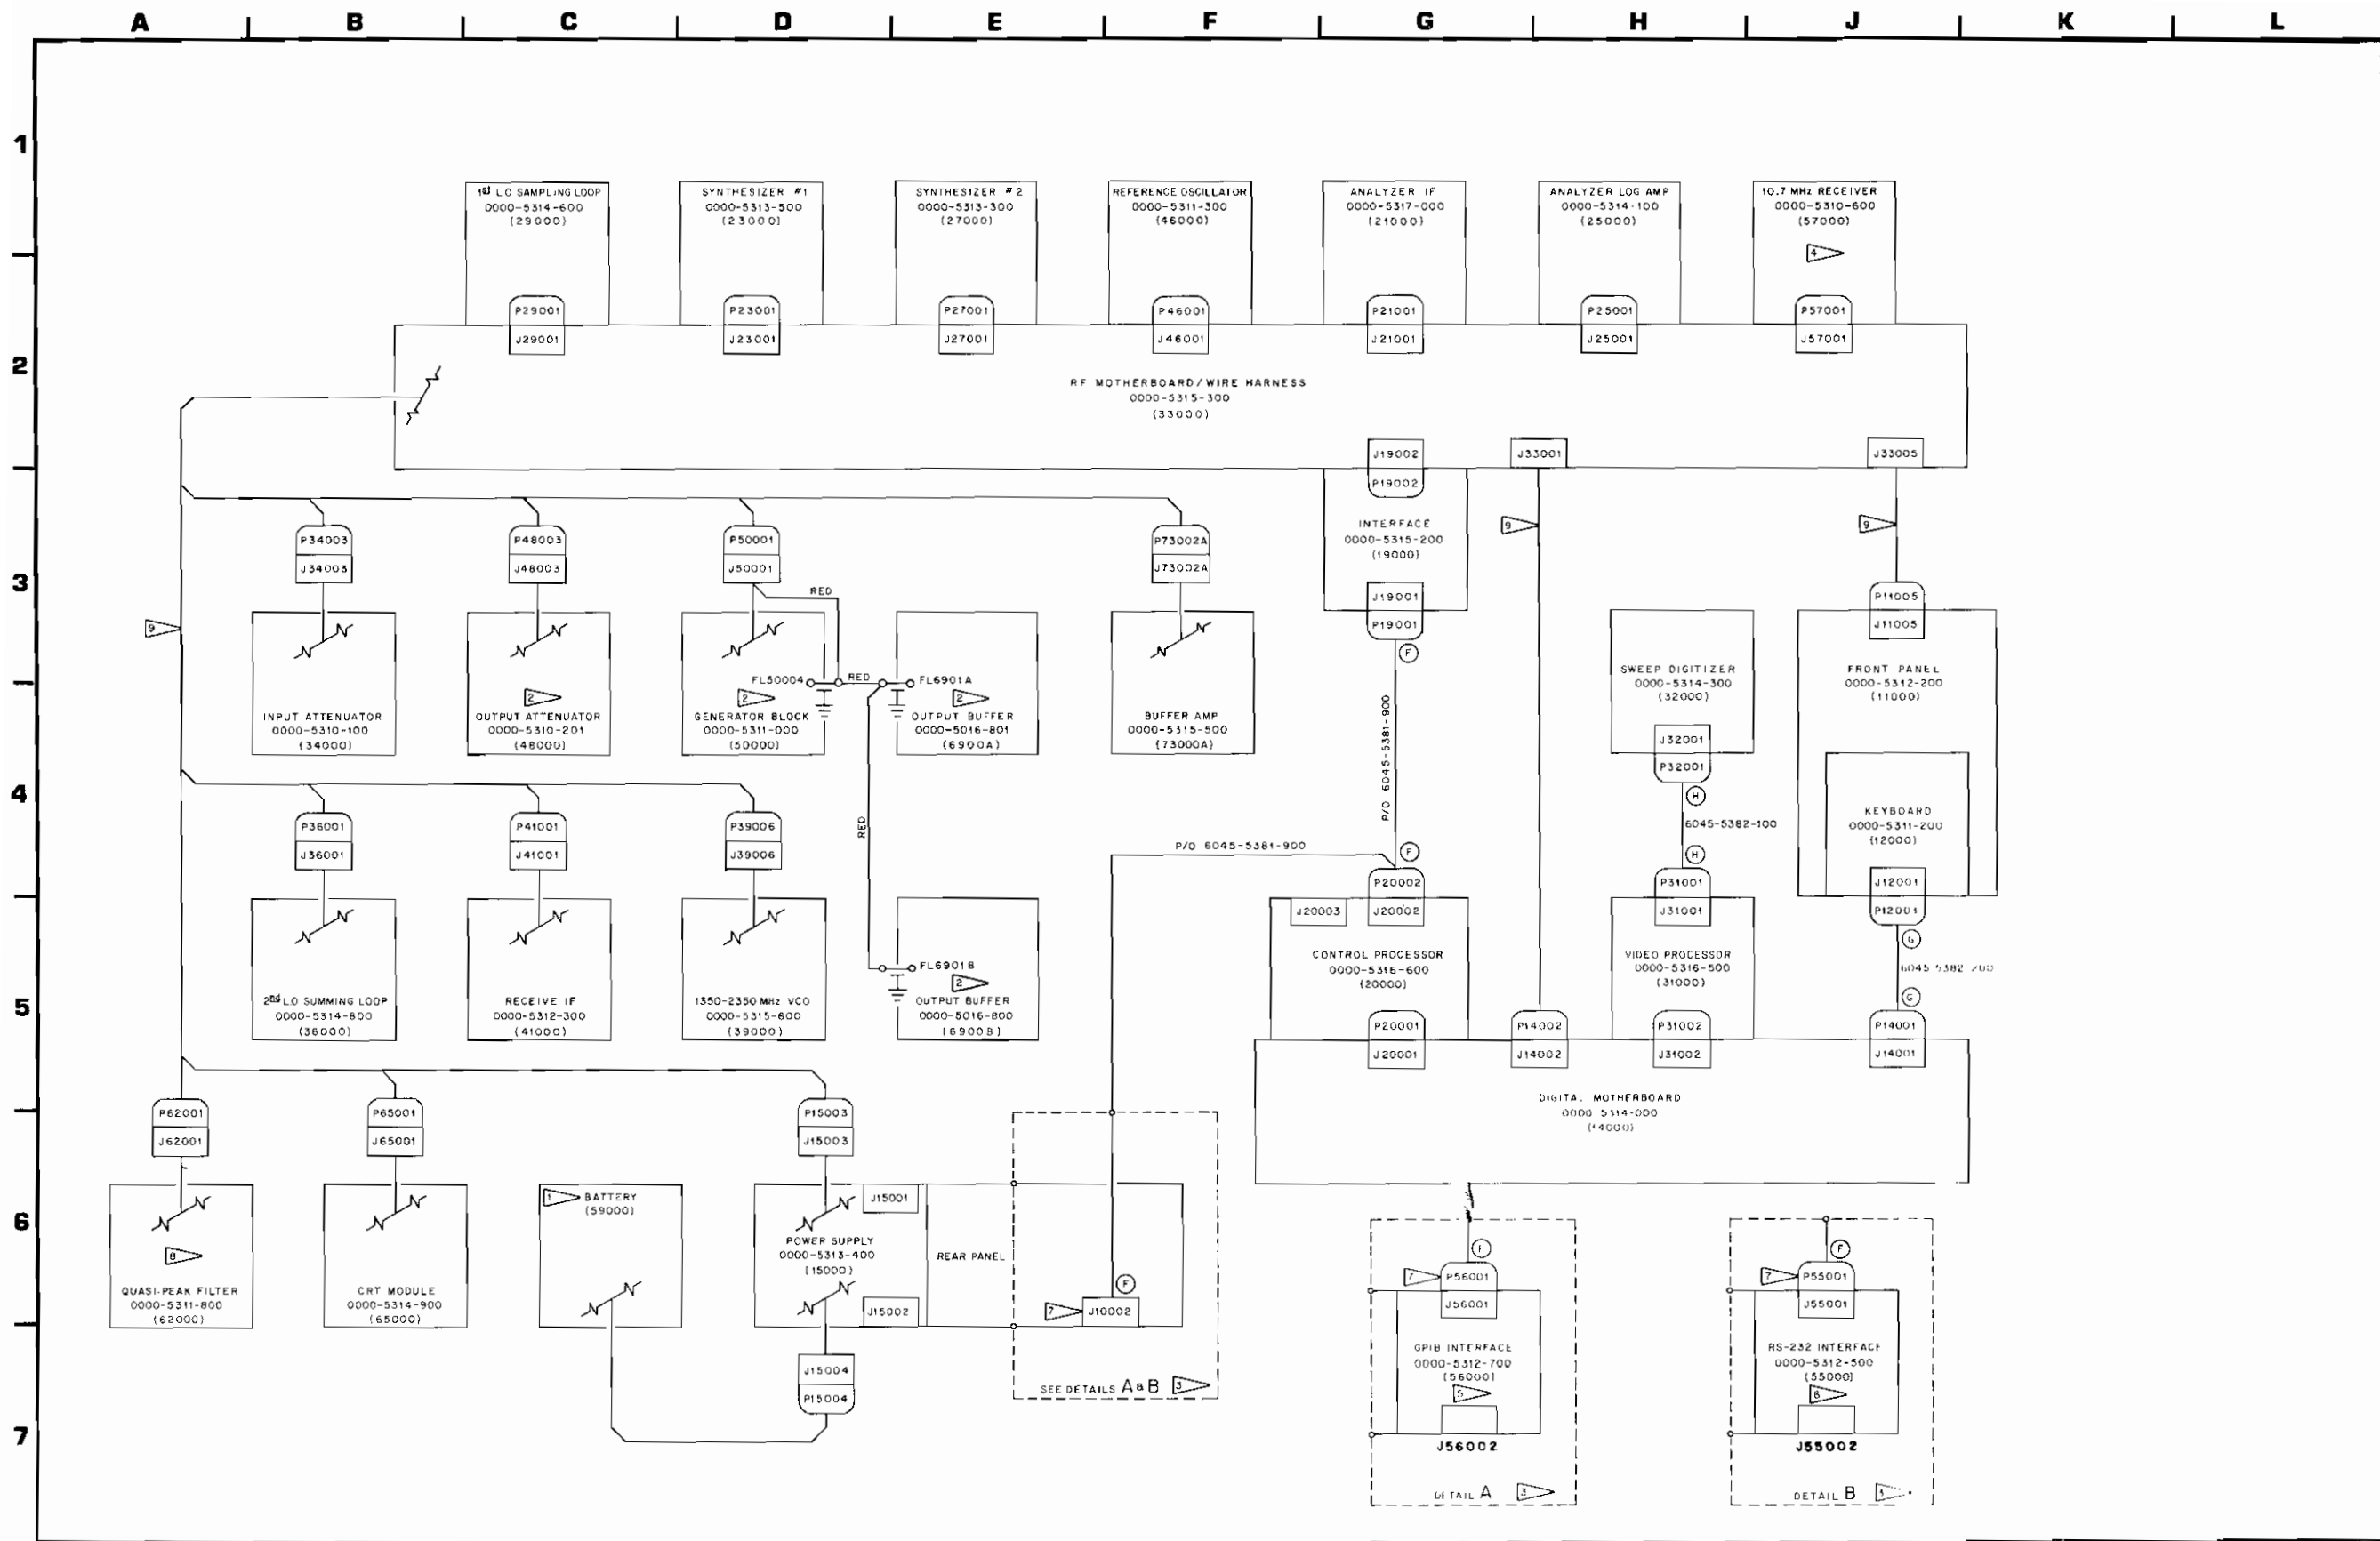 A B C D E F G H J K L
1
1st LO SAMPLING LOOP
0000-5314-600
(29000)
P29001
J29001
SYNTHESIZER #1
0000-5313-500
(23000)
P23001
J23001
SYNTHESIZER #2
0000-5313-300
(27000)
P27001
J27001
REFERENCE OSCILLATOR
0000-5311-300
(46000)
P46001
J46001
ANALYZER IF
0000-5317-000
(21000)
P21001
J21001
ANALYZER LOG AMP
0000-5314-100
(25000)
P25001
J25001
10.7 MHz RECEIVER
0000-5310-600
(57000)
4
P57001
J57001
2
RF MOTHERBOARD/WIRE HARNESS
0000-5315-300
(33000)
J19002
J33001
J33005
P19002
INTERFACE
0000-5315-200
(19000)
J19001
P19001
F
9
9
3
P34003
J34003
P48003
J48003
P50001
J50001
RED
P73002A
J73002A
P11005
J11005
9
INPUT ATTENUATOR
0000-5310-100
(34000)
2
OUTPUT ATTENUATOR
0000-5310-201
(48000)
FL50004
RED
FL6901A
2
GENERATOR BLOCK
0000-5311-000
(50000)
2
OUTPUT BUFFER
0000-5016-801
(6900A)
BUFFER AMP
0000-5315-500
(73000A)
P/O 6045-5381-900
SWEEP DIGITIZER
0000-5314-300
(32000)
J32001
P32001
H
6045-5382-100
H
FRONT PANEL
0000-5312-200
(11000)
KEYBOARD
0000-5311-200
(12000)
J12001
P12001
G
6045 5382 200
G
4
P36001
J36001
P41001
J41001
P39006
J39006
RED
P/O 6045-5381-900
F
P20002
J20003
J20002
P31001
J31001
5
2nd LO SUMMING LOOP
0000-5314-800
(36000)
RECEIVE IF
0000-5312-300
(41000)
1350-2350 MHz VCO
0000-5315-600
(39000)
FL6901B
2
OUTPUT BUFFER
0000-5016-800
(6900B)
CONTROL PROCESSOR
0000-5316-600
(20000)
P20001
J20001
P14002
J14002
VIDEO PROCESSOR
0000-5316-500
(31000)
P31002
J31002
P14001
J14001
DIGITAL MOTHERBOARD
0000 5314-000
(14000)
P62001
J62001
P65001
J65001
P15003
J15003
6
8
QUASI-PEAK FILTER
0000-5311-800
(62000)
CRT MODULE
0000-5314-900
(65000)
1
BATTERY
(59000)
J15001
POWER SUPPLY
0000-5313-400
(15000)
J15002
REAR PANEL
F
7
J10002
7
P56001
J56001
F
7
P55001
J55001
7
J15004
P15004
SEE DETAILS A&B
3
GPIB INTERFACE
0000-5312-700
(56000)
5
J56002
DETAIL A
3
RS-232 INTERFACE
0000-5312-500
(55000)
6
J55002
DETAIL B